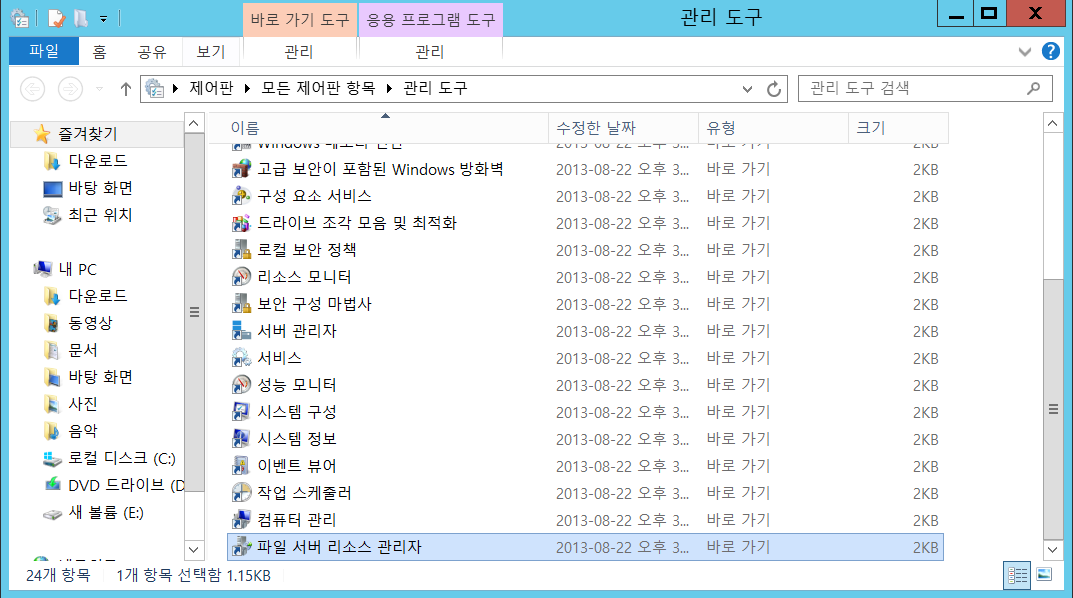 바로 가기 도구 응용 프로그램 도구 관리 도구
파일 홈 공유 보기 관리 관리
제어판 모든 제어판 항목 관리 도구 관리 도구 검색
이름 수정한 날짜 유형 크기
즐겨찾기
다운로드
바탕 화면
최근 위치
내 PC
다운로드
동영상
문서
바탕 화면
사진
음악
로컬 디스크 (C:)
DVD 드라이브 (D
새 볼륨 (E:)
Windows 메모리 진단 2013-08-22 오후 3... 바로 가기 2KB
고급 보안이 포함된 Windows 방화벽 2013-08-22 오후 3... 바로 가기 2KB
구성 요소 서비스 2013-08-22 오후 3... 바로 가기 2KB
드라이브 조각 모음 및 최적화 2013-08-22 오후 3... 바로 가기 2KB
로컬 보안 정책 2013-08-22 오후 3... 바로 가기 2KB
리소스 모니터 2013-08-22 오후 3... 바로 가기 2KB
보안 구성 마법사 2013-08-22 오후 3... 바로 가기 2KB
서버 관리자 2013-08-22 오후 3... 바로 가기 2KB
서비스 2013-08-22 오후 3... 바로 가기 2KB
성능 모니터 2013-08-22 오후 3... 바로 가기 2KB
시스템 구성 2013-08-22 오후 3... 바로 가기 2KB
시스템 정보 2013-08-22 오후 3... 바로 가기 2KB
이벤트 뷰어 2013-08-22 오후 3... 바로 가기 2KB
작업 스케줄러 2013-08-22 오후 3... 바로 가기 2KB
컴퓨터 관리 2013-08-22 오후 3... 바로 가기 2KB
파일 서버 리소스 관리자 2013-08-22 오후 3... 바로 가기 2KB
24개 항목 1개 항목 선택함 1.15KB